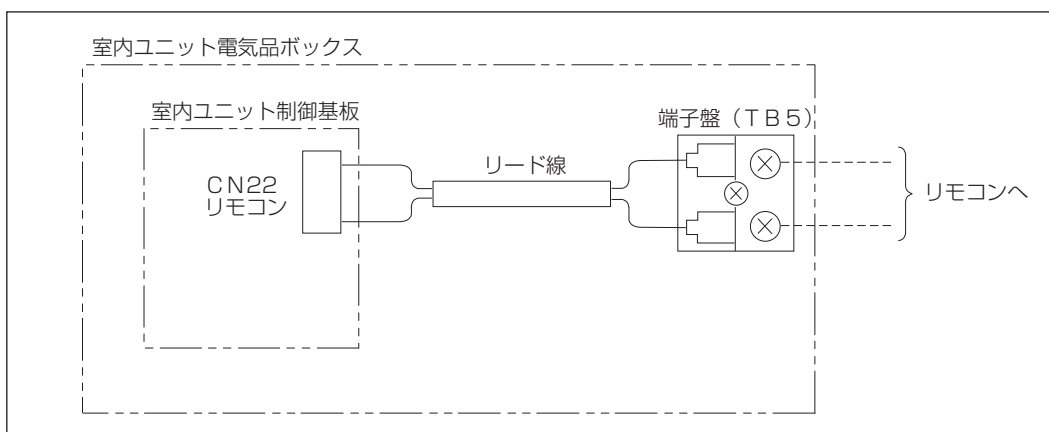 室内ユニット電気品ボックス
室内ユニット制御基板
端子盤（ＴＢ５）
リード線
ＣＮ22
リモコン
リモコンへ